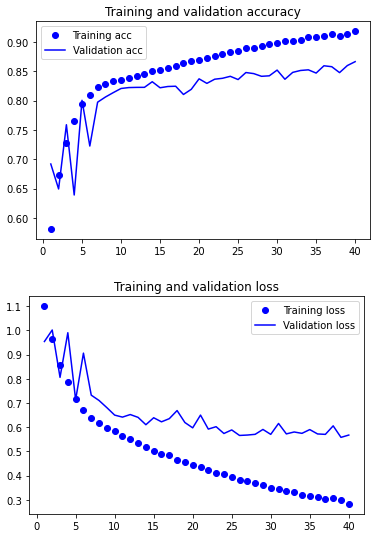 Training and validation accuracy
Training acc
Validation acc
0.90
0.85
0.80
0.75
0.70
0.65
0.60
0 5 10 15 20 25 30 35 40
Training and validation loss
Training loss
Validation loss
1.1
1.0
0.9
0.8
0.7
0.6
0.5
0.4
0.3
0 5 10 15 20 25 30 35 40